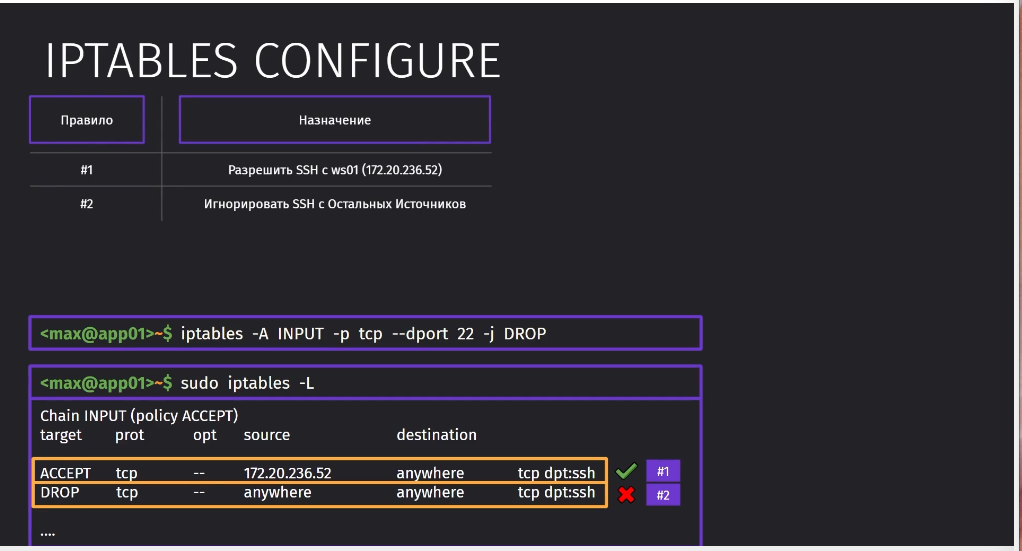 IPTABLES CONFIGURE
Правило Назначение
#1 Разрешить SSH с ws01 (172.20.236.52)
#2 Игнорировать SSH с Остальных Источников
<max@app01>~$ iptables -A INPUT -p tcp --dport 22 -j DROP
<max@app01>~$ sudo iptables -L
Chain INPUT (policy ACCEPT)
target prot opt source destination
ACCEPT tcp -- 172.20.236.52 anywhere tcp dpt:ssh #1
DROP tcp -- anywhere anywhere tcp dpt:ssh #2
....